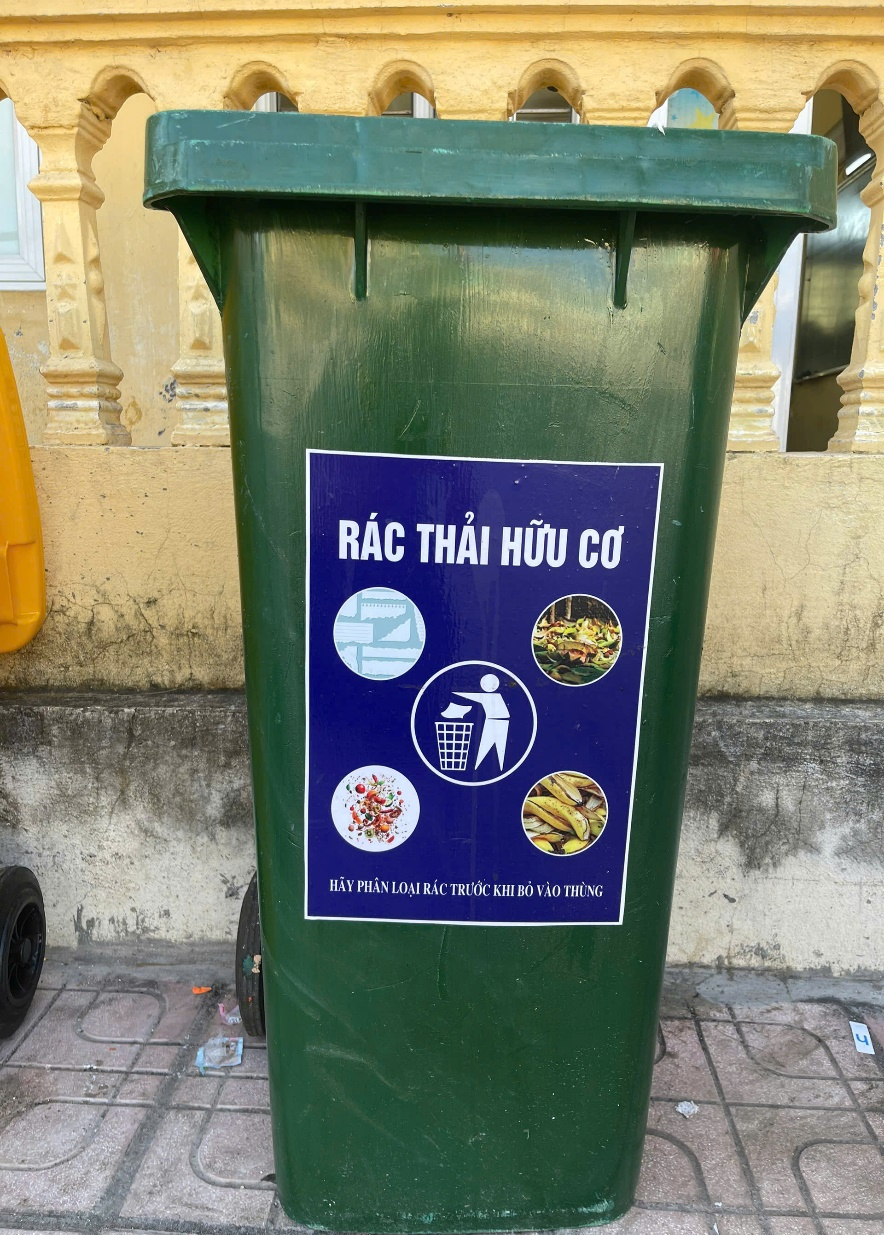 RÁC THẢI HỮU CƠ
HÃY PHÂN LOẠI RÁC TRƯỚC KHI BỎ VÀO THÙNG